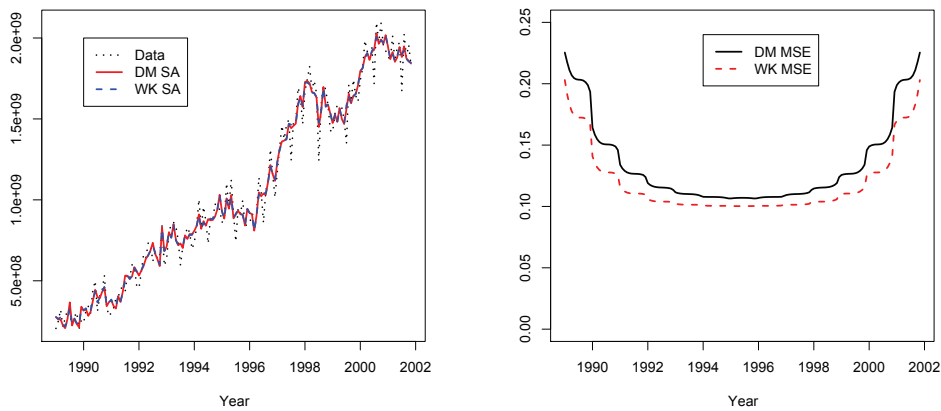 Data
DM SA
WK SA
5.0e+08
1.0e+09
1.5e+09
2.0e+09
1990
1992
1994
1996
1998
2000
2002
Year
DM MSE
WK MSE
0.00
0.05
0.10
0.15
0.20
0.25
1990
1992
1994
1996
1998
2000
2002
Year